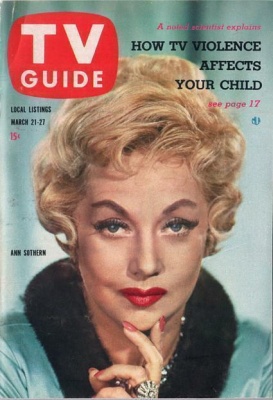 TV
GUIDE
LOCAL LISTINGS
MARCH 21-27
15¢
A noted scientist explains
HOW TV VIOLENCE
AFFECTS
YOUR CHILD
see page 17
ANN SOTHERN